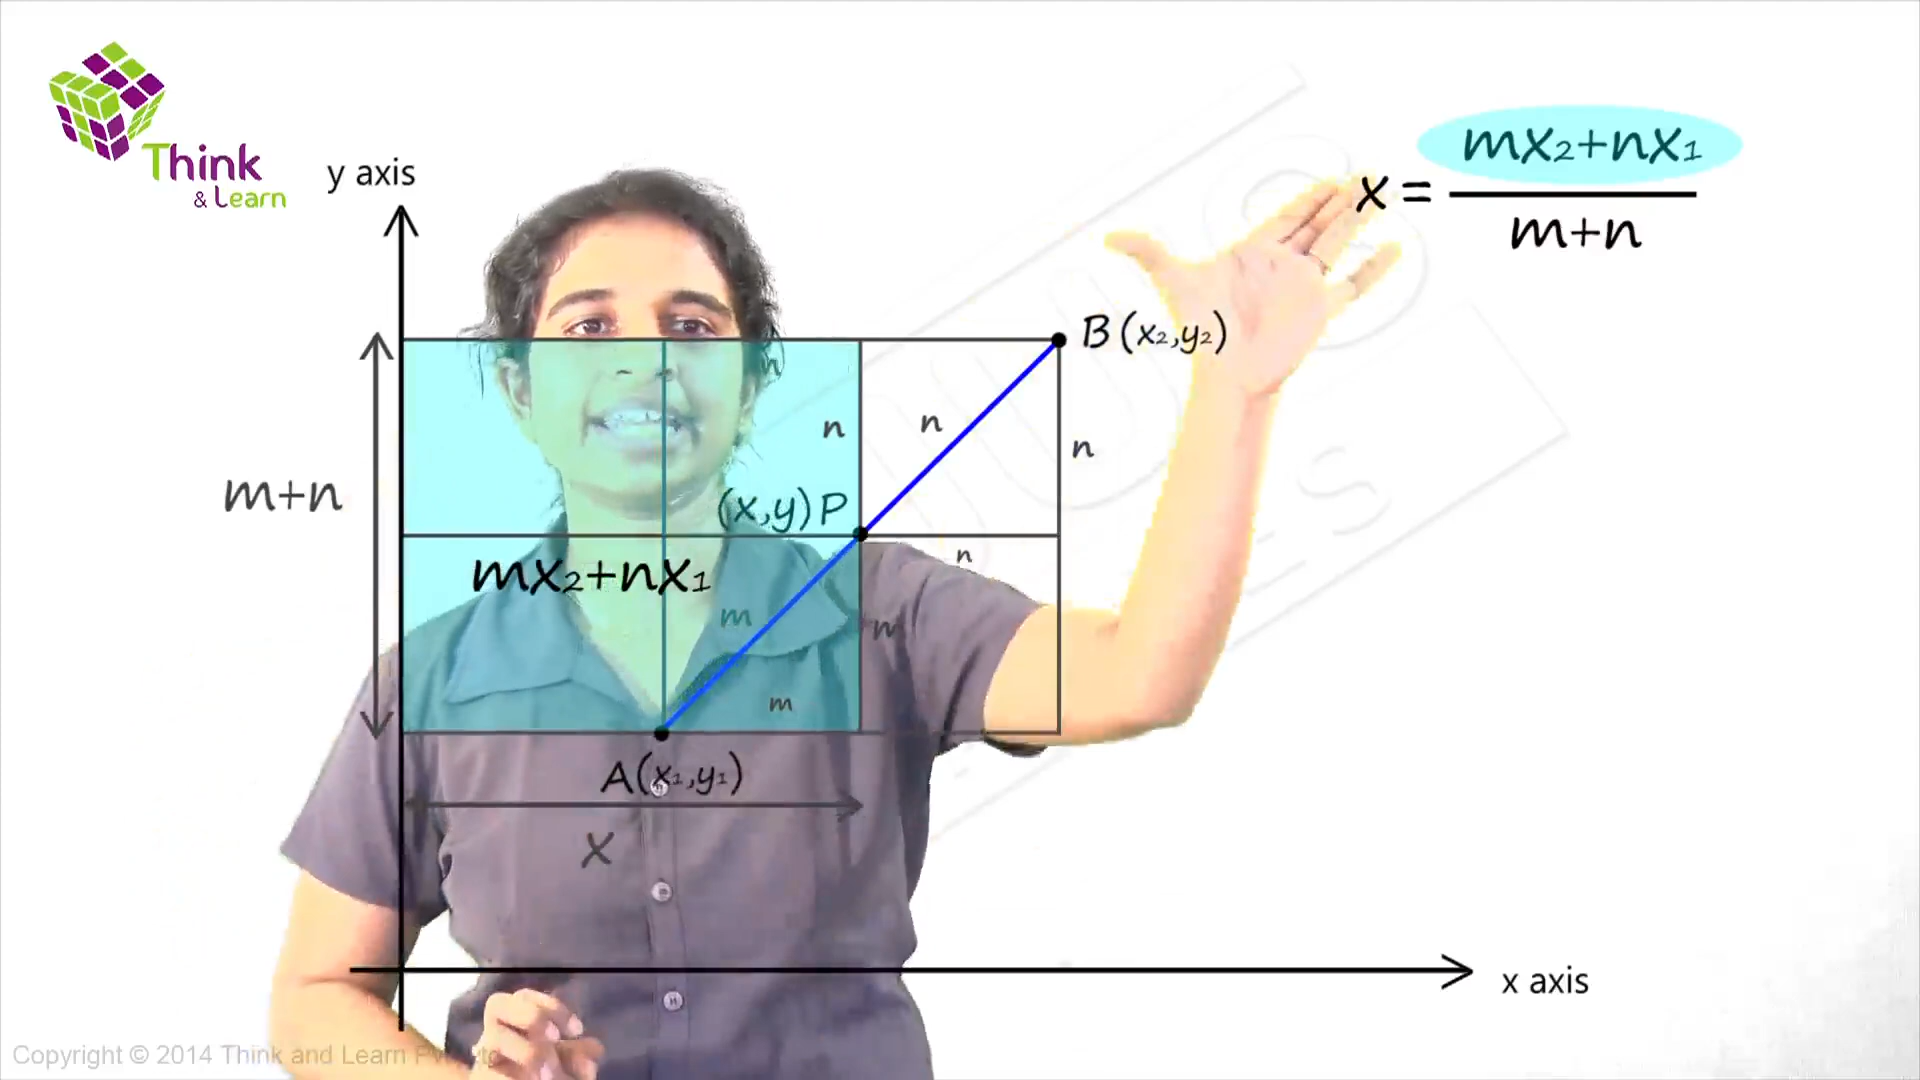 Think
& Learn
y axis
x = mx₂+nx₁
m+n
B (x₂,y₂)
n
n
n
n
m+n
(x,y) P
n
mx₂+nx₁
m
m
m
A(x₁,y₁)
x
x axis
Copyright © 2014 Think and Learn